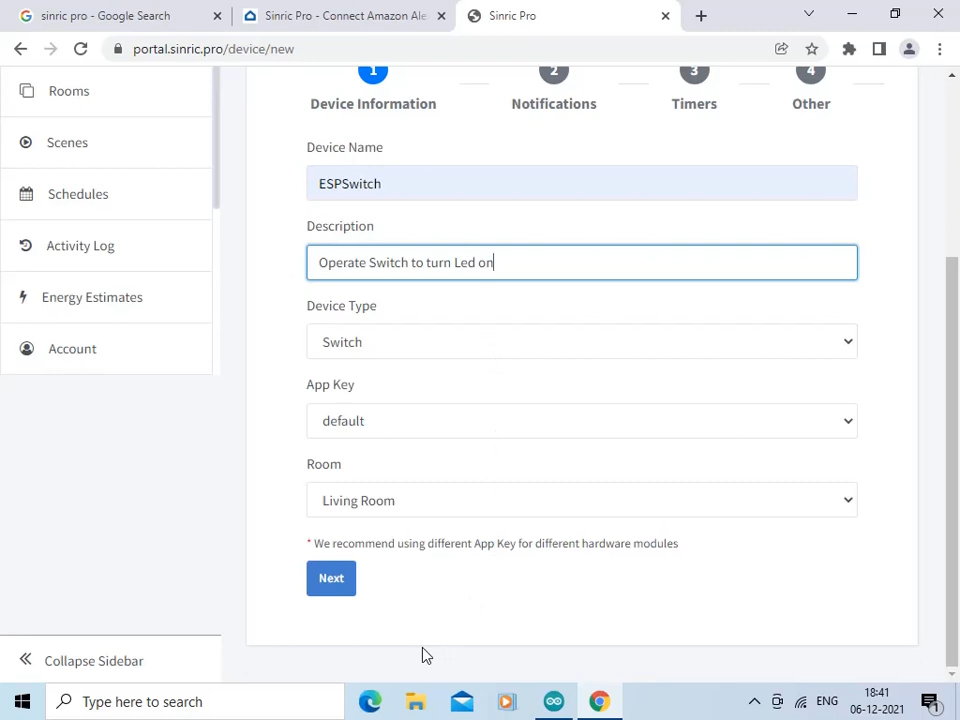 sinric pro - Google Search
Sinric Pro - Connect Amazon Ale
Sinric Pro
portal.sinric.pro/device/new
Rooms
Scenes
Schedules
Activity Log
Energy Estimates
Account
Collapse Sidebar
1
2
3
4
Device Information
Notifications
Timers
Other
Device Name
ESPSwitch
Description
Operate Switch to turn Led on
Device Type
Switch
App Key
default
Room
Living Room
* We recommend using different App Key for different hardware modules
Next
Type here to search
ENG
18:41
06-12-2021
1